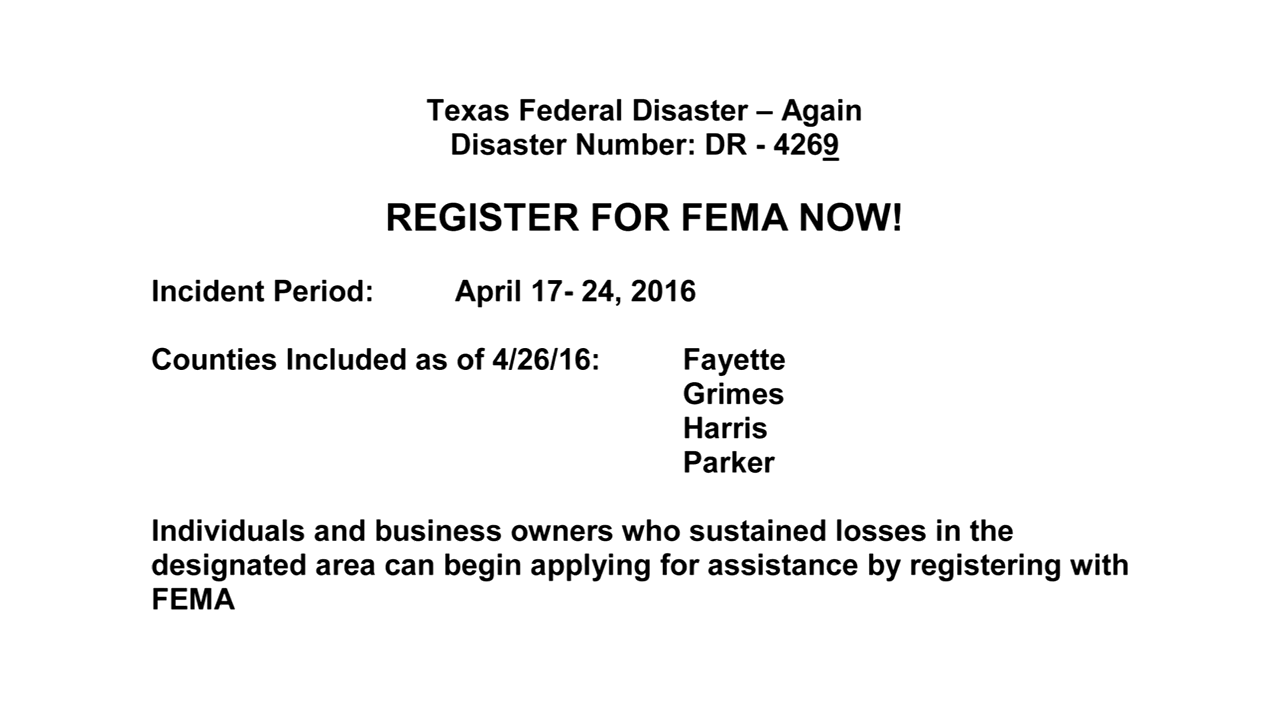 Texas Federal Disaster – Again
Disaster Number: DR - 4269
REGISTER FOR FEMA NOW!
Incident Period: April 17- 24, 2016
Counties Included as of 4/26/16: Fayette
Grimes
Harris
Parker
Individuals and business owners who sustained losses in the
designated area can begin applying for assistance by registering with
FEMA